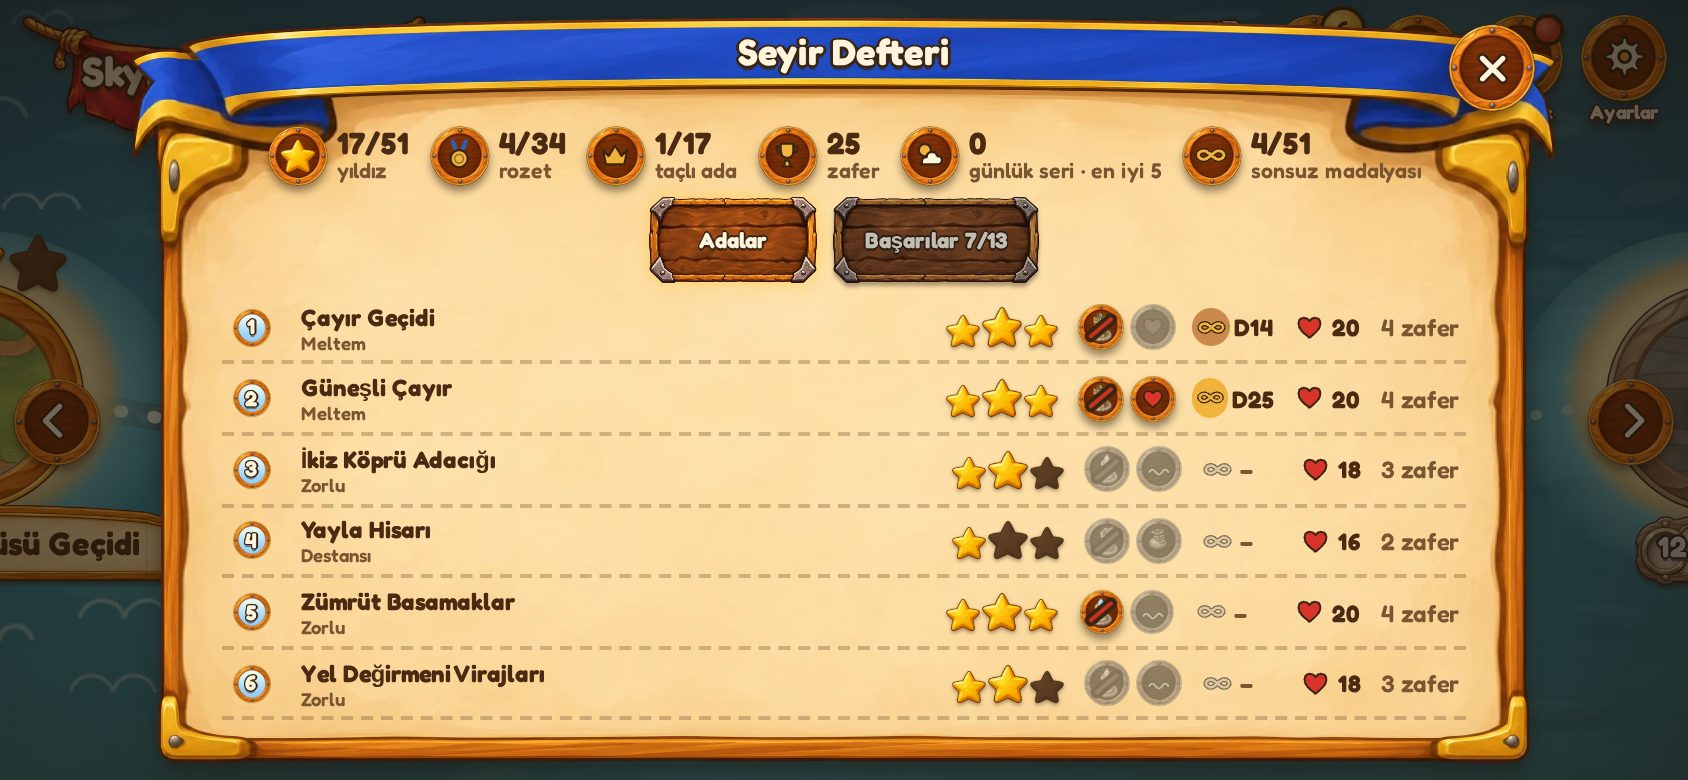 Seyir Defteri
Sky
Ayarlar
17/51
yıldız
4/34
rozet
1/17
taçlı ada
25
zafer
0
günlük seri · en iyi 5
4/51
sonsuz madalyası
Adalar
Başarılar 7/13
1
Çayır Geçidi
Meltem
D14
20
4 zafer
2
Güneşli Çayır
Meltem
D25
20
4 zafer
3
İkiz Köprü Adacığı
Zorlu
–
18
3 zafer
4
Yayla Hisarı
Destansı
–
16
2 zafer
5
Zümrüt Basamaklar
Zorlu
–
20
4 zafer
6
Yel Değirmeni Virajları
Zorlu
–
18
3 zafer
Geçidi
12